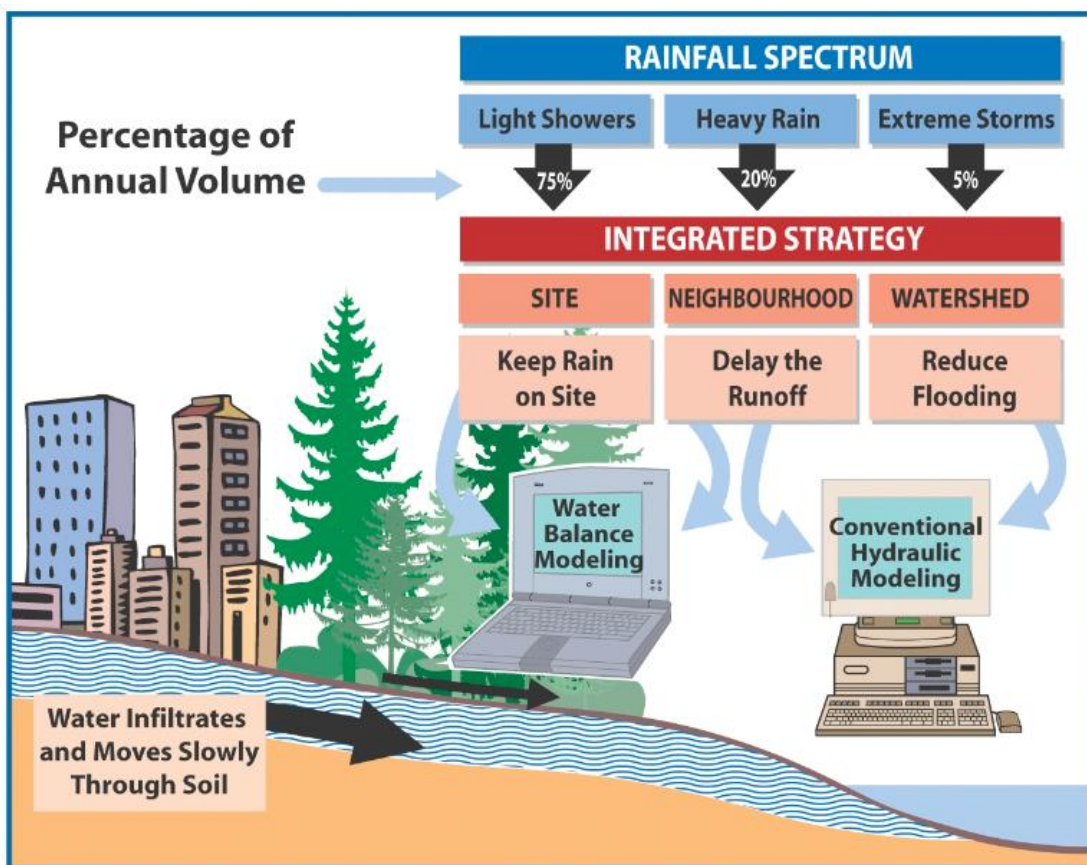 RAINFALL SPECTRUM
Light Showers
Heavy Rain
Extreme Storms
Percentage of
Annual Volume
75%
20%
5%
INTEGRATED STRATEGY
SITE
NEIGHBOURHOOD
WATERSHED
Keep Rain
on Site
Delay the
Runoff
Reduce
Flooding
Water
Balance
Modeling
Conventional
Hydraulic
Modeling
Water Infiltrates
and Moves Slowly
Through Soil